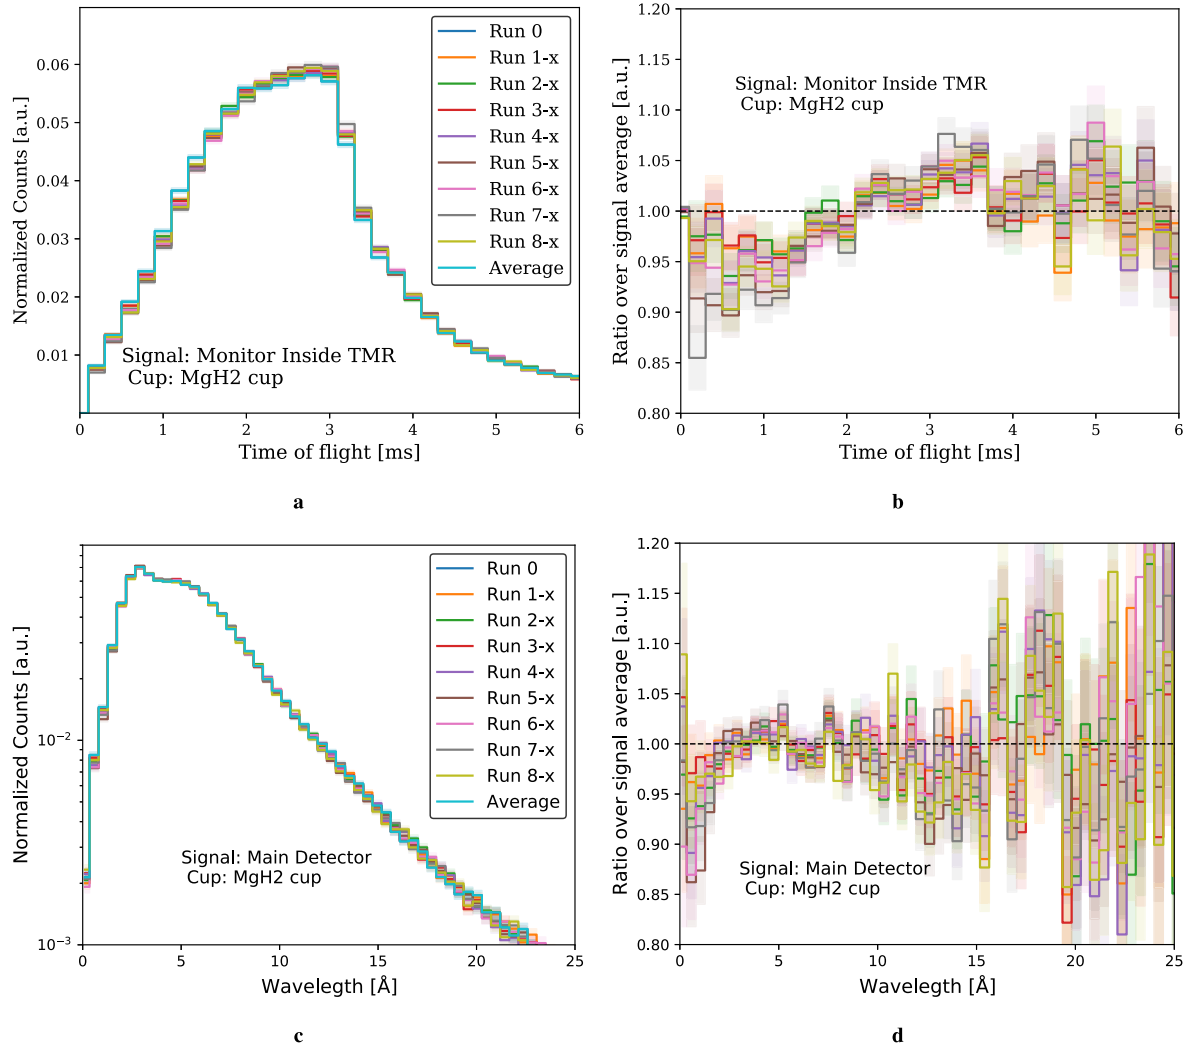 Normalized Counts [a.u.]
0.06
0.05
0.04
0.03
0.02
0.01
Run 0
Run 1-x
Run 2-x
Run 3-x
Run 4-x
Run 5-x
Run 6-x
Run 7-x
Run 8-x
Average
Signal: Monitor Inside TMR
Cup: MgH2 cup
0 1 2 3 4 5 6
Time of flight [ms]
a
Ratio over signal average [a.u.]
1.20
1.15
1.10
1.05
1.00
0.95
0.90
0.85
0.80
Signal: Monitor Inside TMR
Cup: MgH2 cup
0 1 2 3 4 5 6
Time of flight [ms]
b
Normalized Counts [a.u.]
10−2
10−3
Run 0
Run 1-x
Run 2-x
Run 3-x
Run 4-x
Run 5-x
Run 6-x
Run 7-x
Run 8-x
Average
Signal: Main Detector
Cup: MgH2 cup
0 5 10 15 20 25
Wavelegth [Å]
c
Ratio over signal average [a.u.]
1.20
1.15
1.10
1.05
1.00
0.95
0.90
0.85
0.80
Signal: Main Detector
Cup: MgH2 cup
0 5 10 15 20 25
Wavelegth [Å]
d